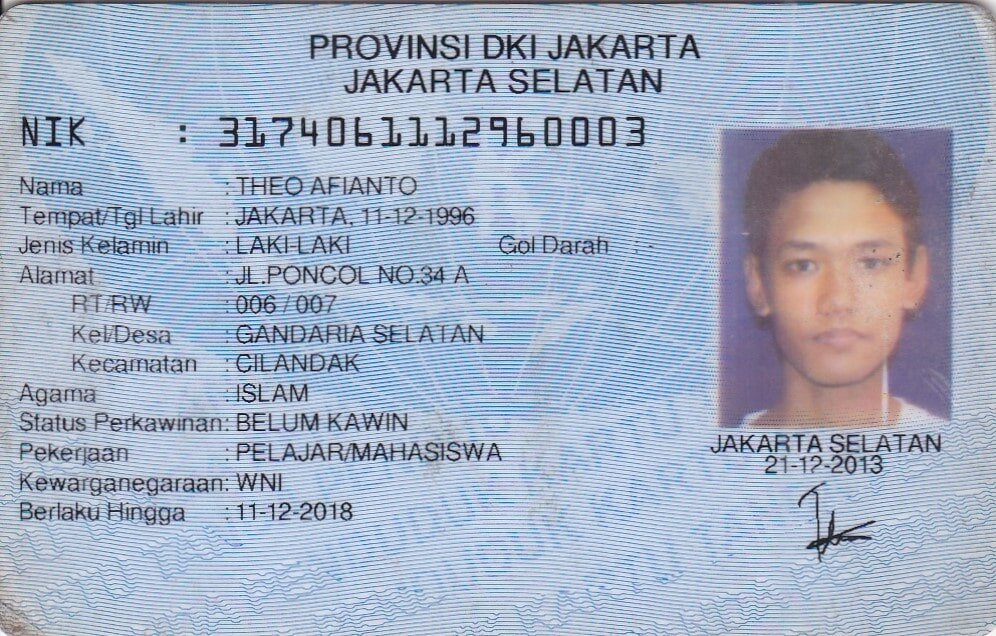 PROVINSI DKI JAKARTA
JAKARTA SELATAN
NIK : 3174061112960003
Nama : THEO AFIANTO
Tempat/Tgl Lahir : JAKARTA, 11-12-1996
Jenis Kelamin : LAKI-LAKI Gol Darah : -
Alamat : JL.PONCOL NO.34 A
RT/RW : 006 / 007
Kel/Desa : GANDARIA SELATAN
Kecamatan : CILANDAK
Agama : ISLAM
Status Perkawinan: BELUM KAWIN
Pekerjaan : PELAJAR/MAHASISWA
Kewarganegaraan: WNI
Berlaku Hingga : 11-12-2018
JAKARTA SELATAN
21-12-2013